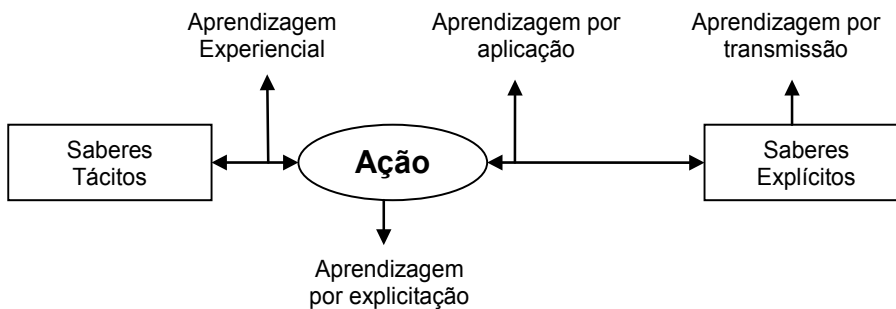 Aprendizagem
Experiencial
Aprendizagem por
aplicação
Aprendizagem por
transmissão
Saberes
Tácitos
Ação
Saberes
Explícitos
Aprendizagem
por explicitação